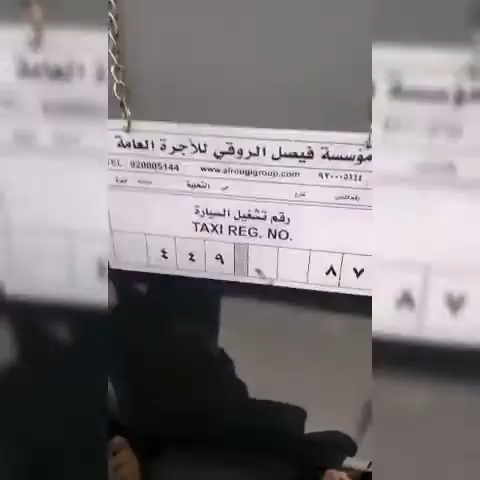 مؤسسة فيصل الروقي للأجرة العامة
TEL 920005144 www.alrougigroup.com ٩٢٠٠٠٥١٤٤
رقم تشغيل السيارة
TAXI REG. NO.
٤ ٤ ٩ ٨ ٧